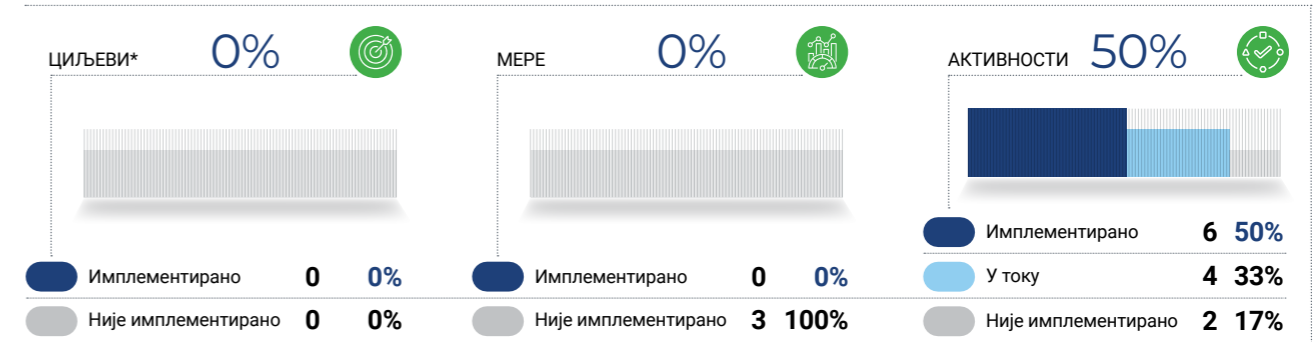 ЦИЉЕВИ* 0%
Имплементирано 0 0%
Није имплементирано 0 0%
МЕРЕ 0%
Имплементирано 0 0%
Није имплементирано 3 100%
АКТИВНОСТИ 50%
Имплементирано 6 50%
У току 4 33%
Није имплементирано 2 17%